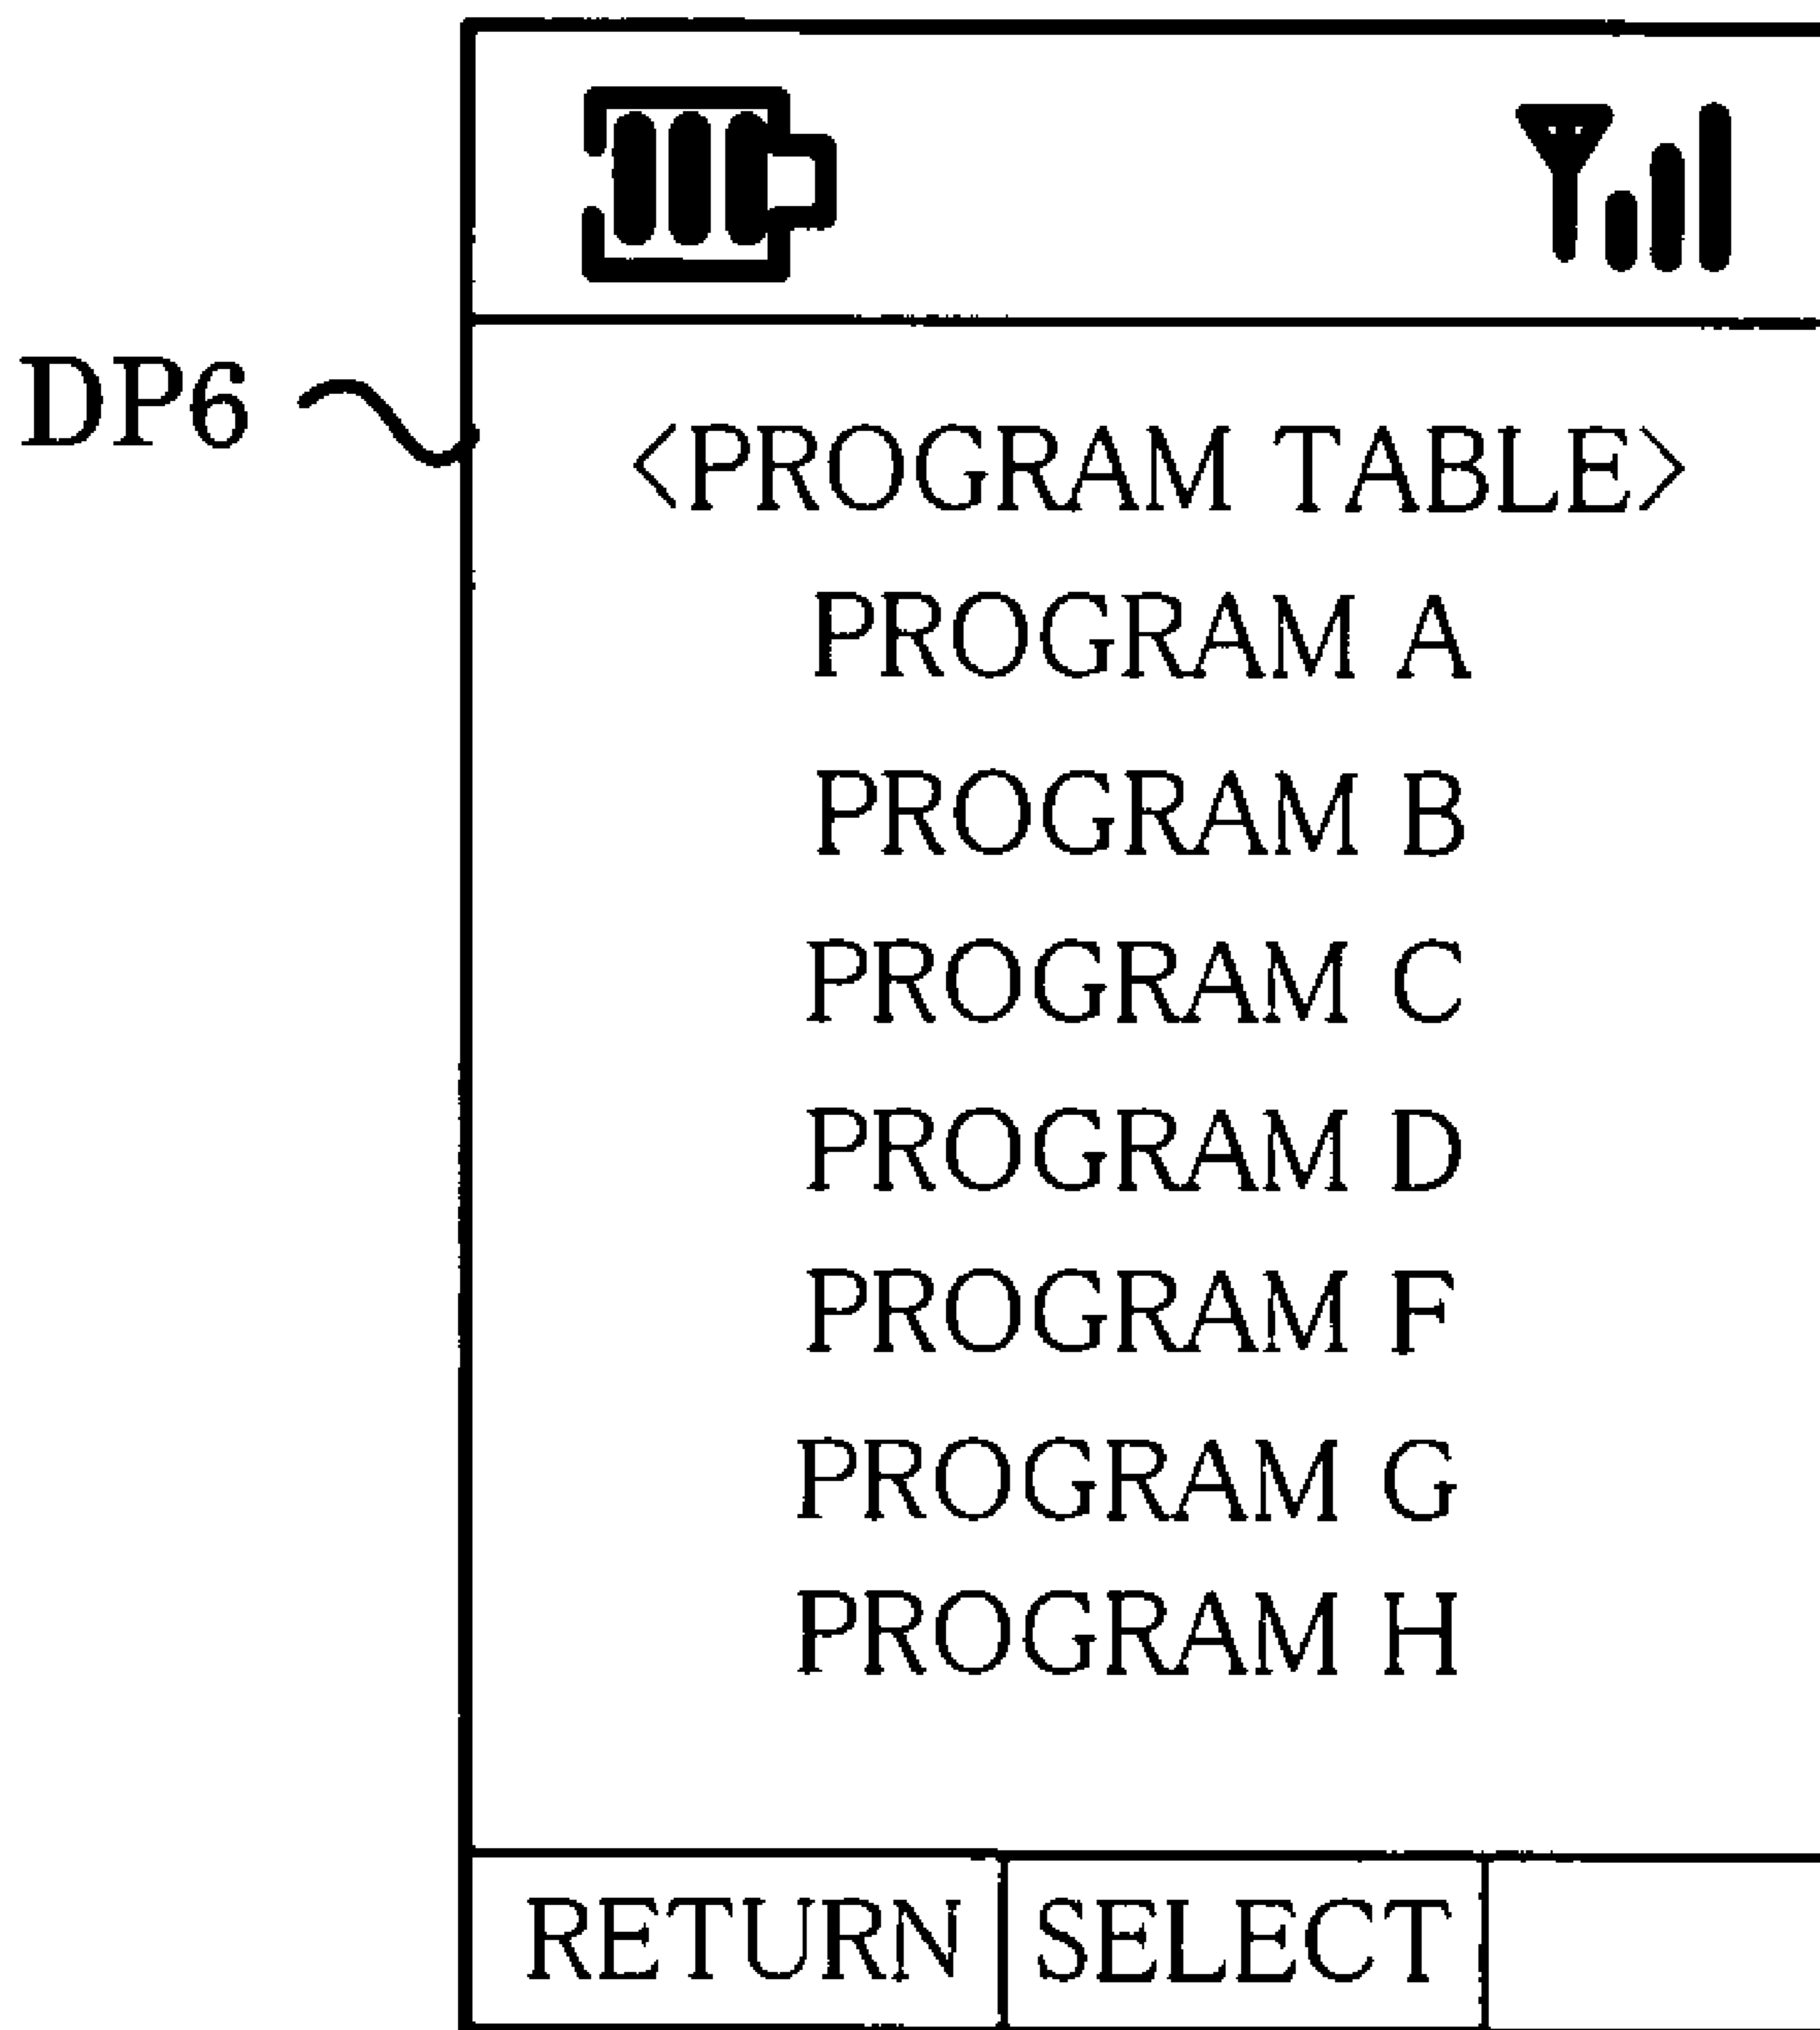 DP6
<PROGRAM TABLE>
PROGRAM A
PROGRAM B
PROGRAM C
PROGRAM D
PROGRAM F
PROGRAM G
PROGRAM H
RETURN SELECT